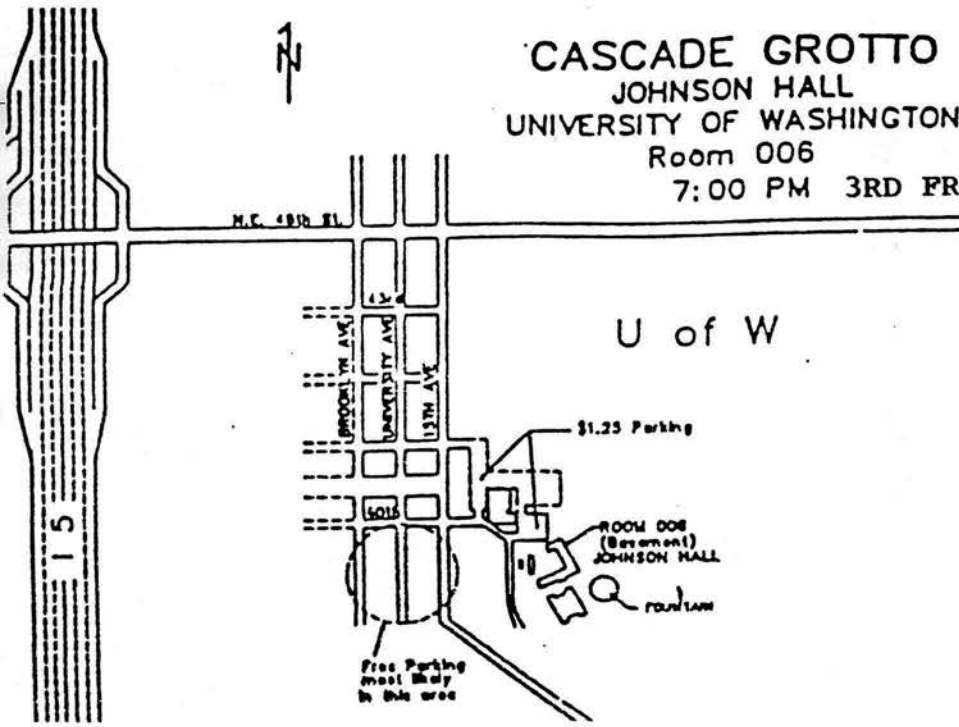 N
CASCADE GROTTO
JOHNSON HALL
UNIVERSITY OF WASHINGTON
Room 006
7:00 PM 3RD FR
N.E. 45th St.
43rd
U of W
BROOKLYN AVE
UNIVERSITY AVE
15TH AVE
$1.25 Parking
I 5
40th
ROOM 006
(Basement)
JOHNSON HALL
FOUNTAIN
Free Parking
most likely
in this area